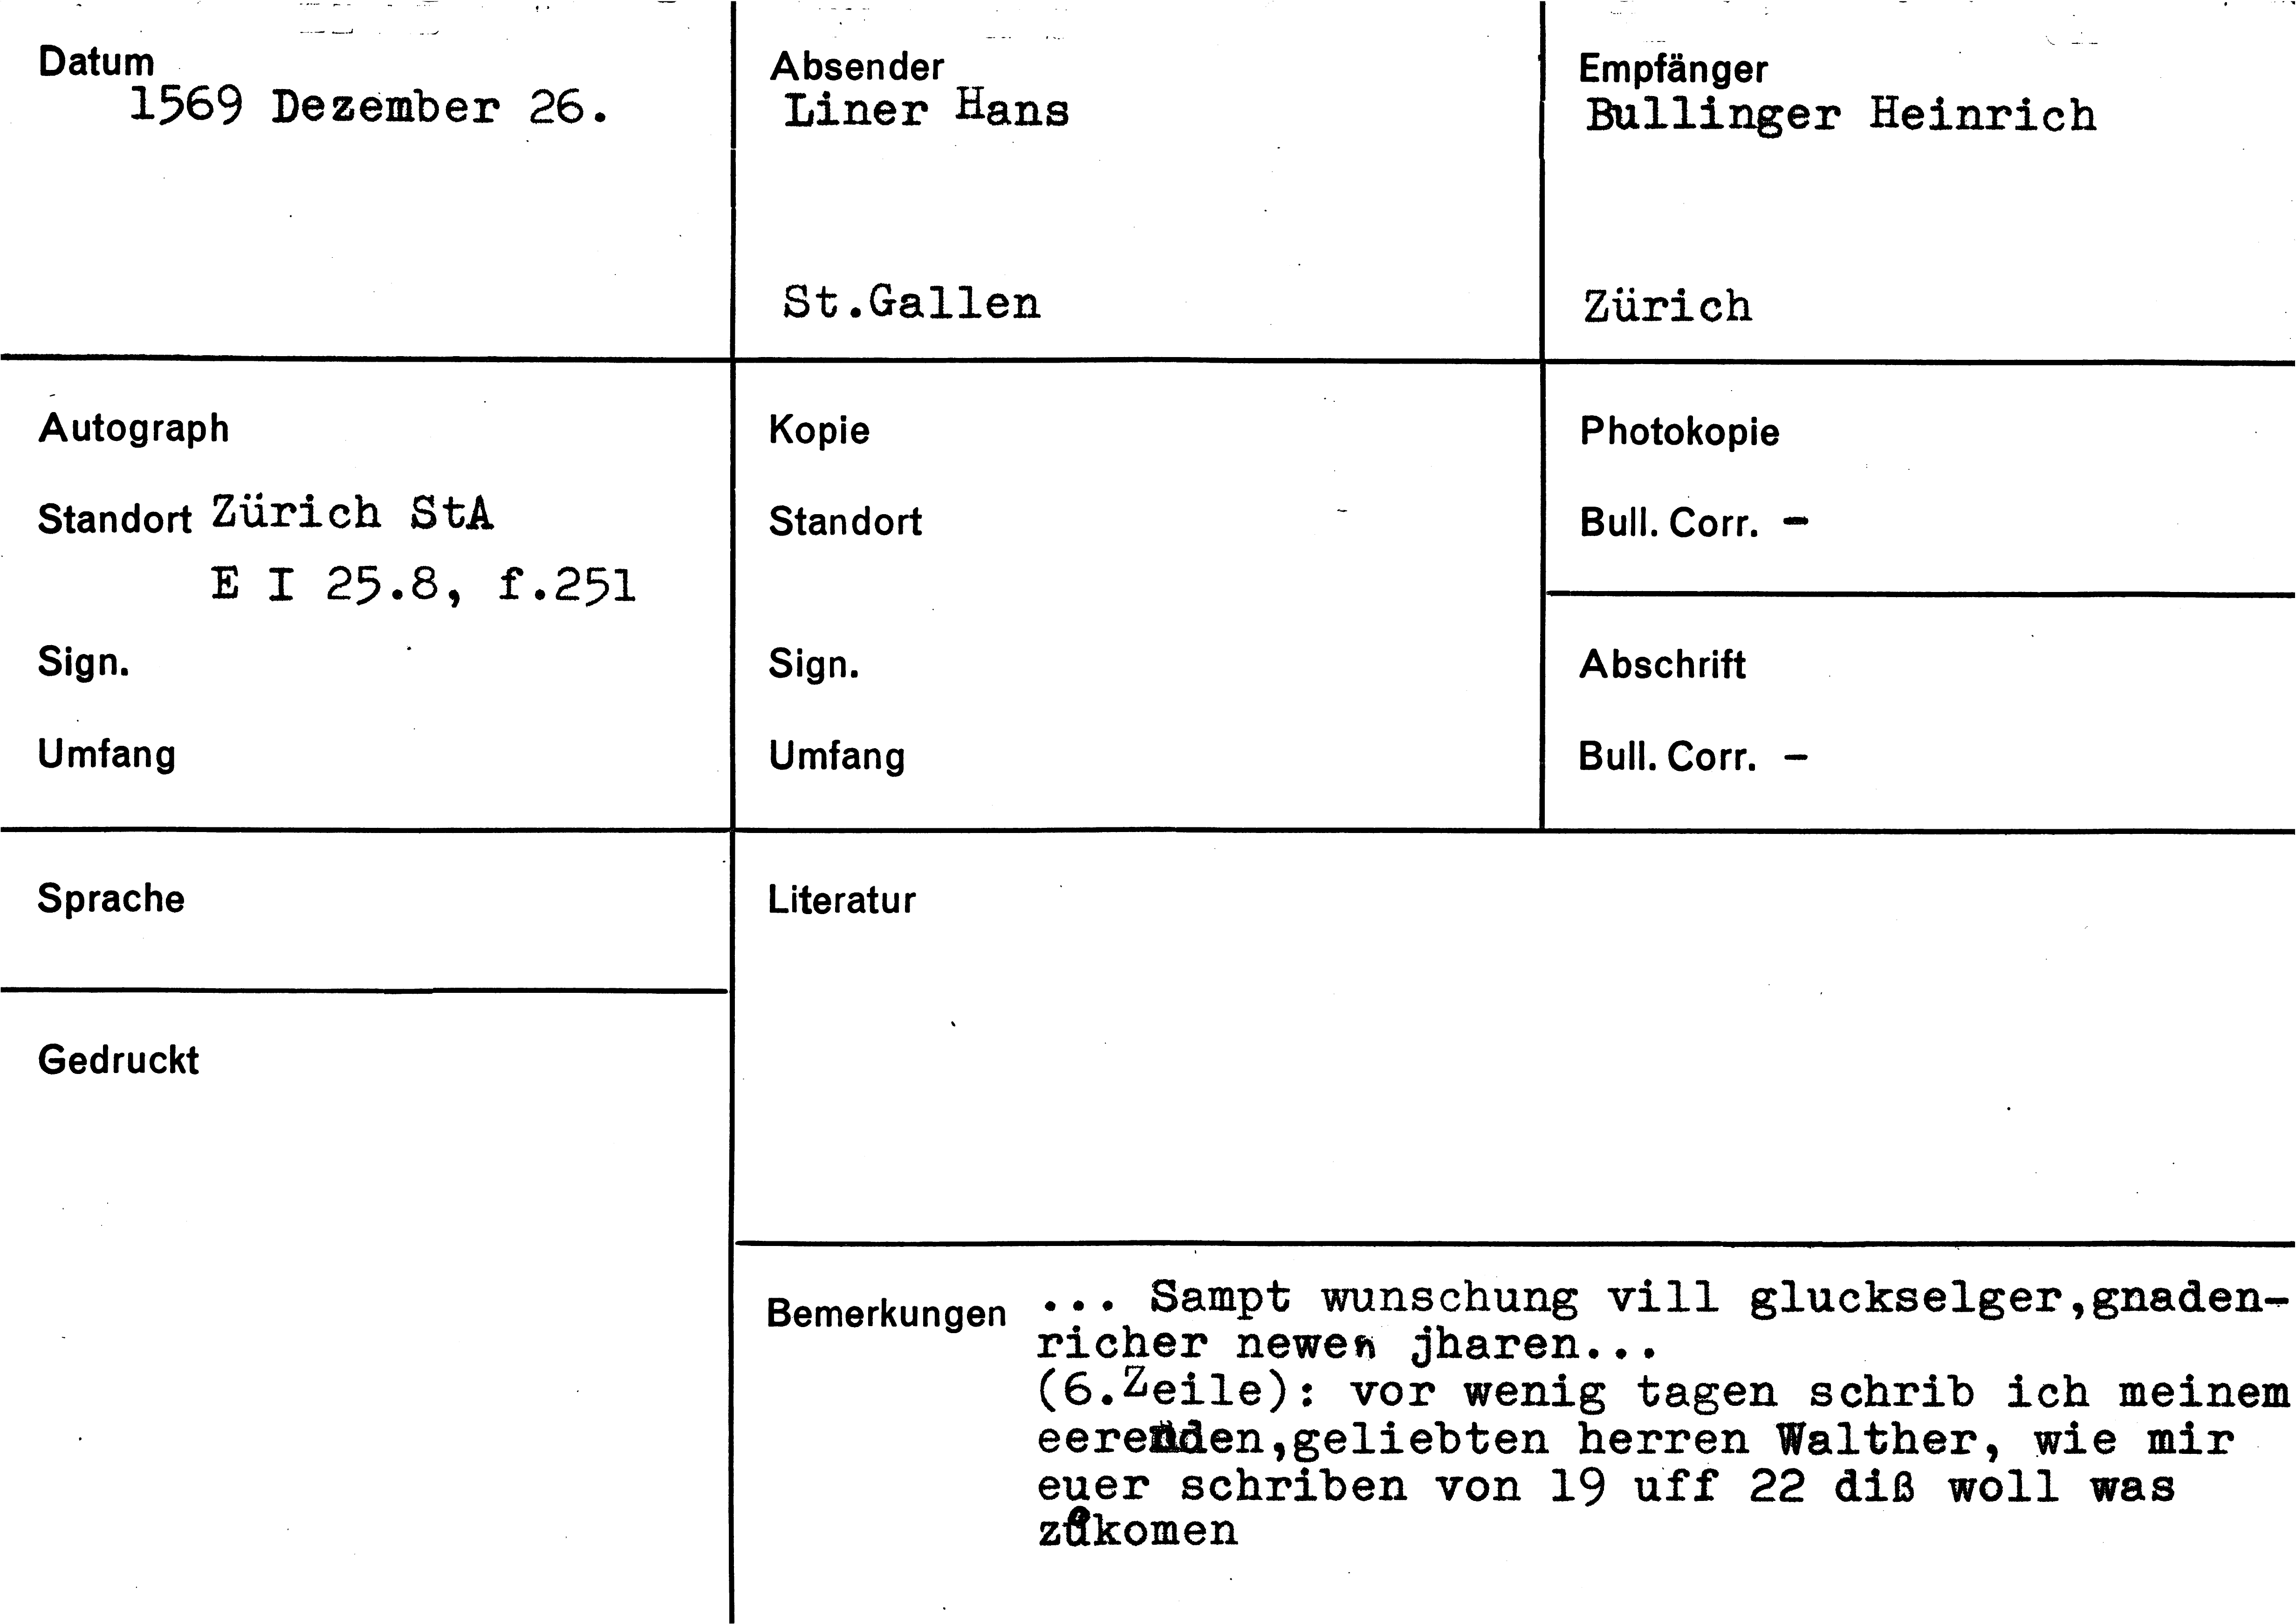 Datum
1569 Dezember 26.
Absender
Liner Hans
St.Gallen
Empfänger
Bullinger Heinrich
Zürich
Autograph
Standort Zürich StA
E I 25.8, f.251
Sign.
Umfang
Kopie
Standort
Sign.
Umfang
Photokopie
Bull. Corr. -
Abschrift
Bull. Corr. -
Sprache
Gedruckt
Literatur
Bemerkungen ... Sampt wunschung vill gluckselger,gnaden-
richer newen jharen...
(6.Zeile): vor wenig tagen schrib ich meinem
eerenden,geliebten herren Walther, wie mir
euer schriben von 19 uff 22 diß woll was